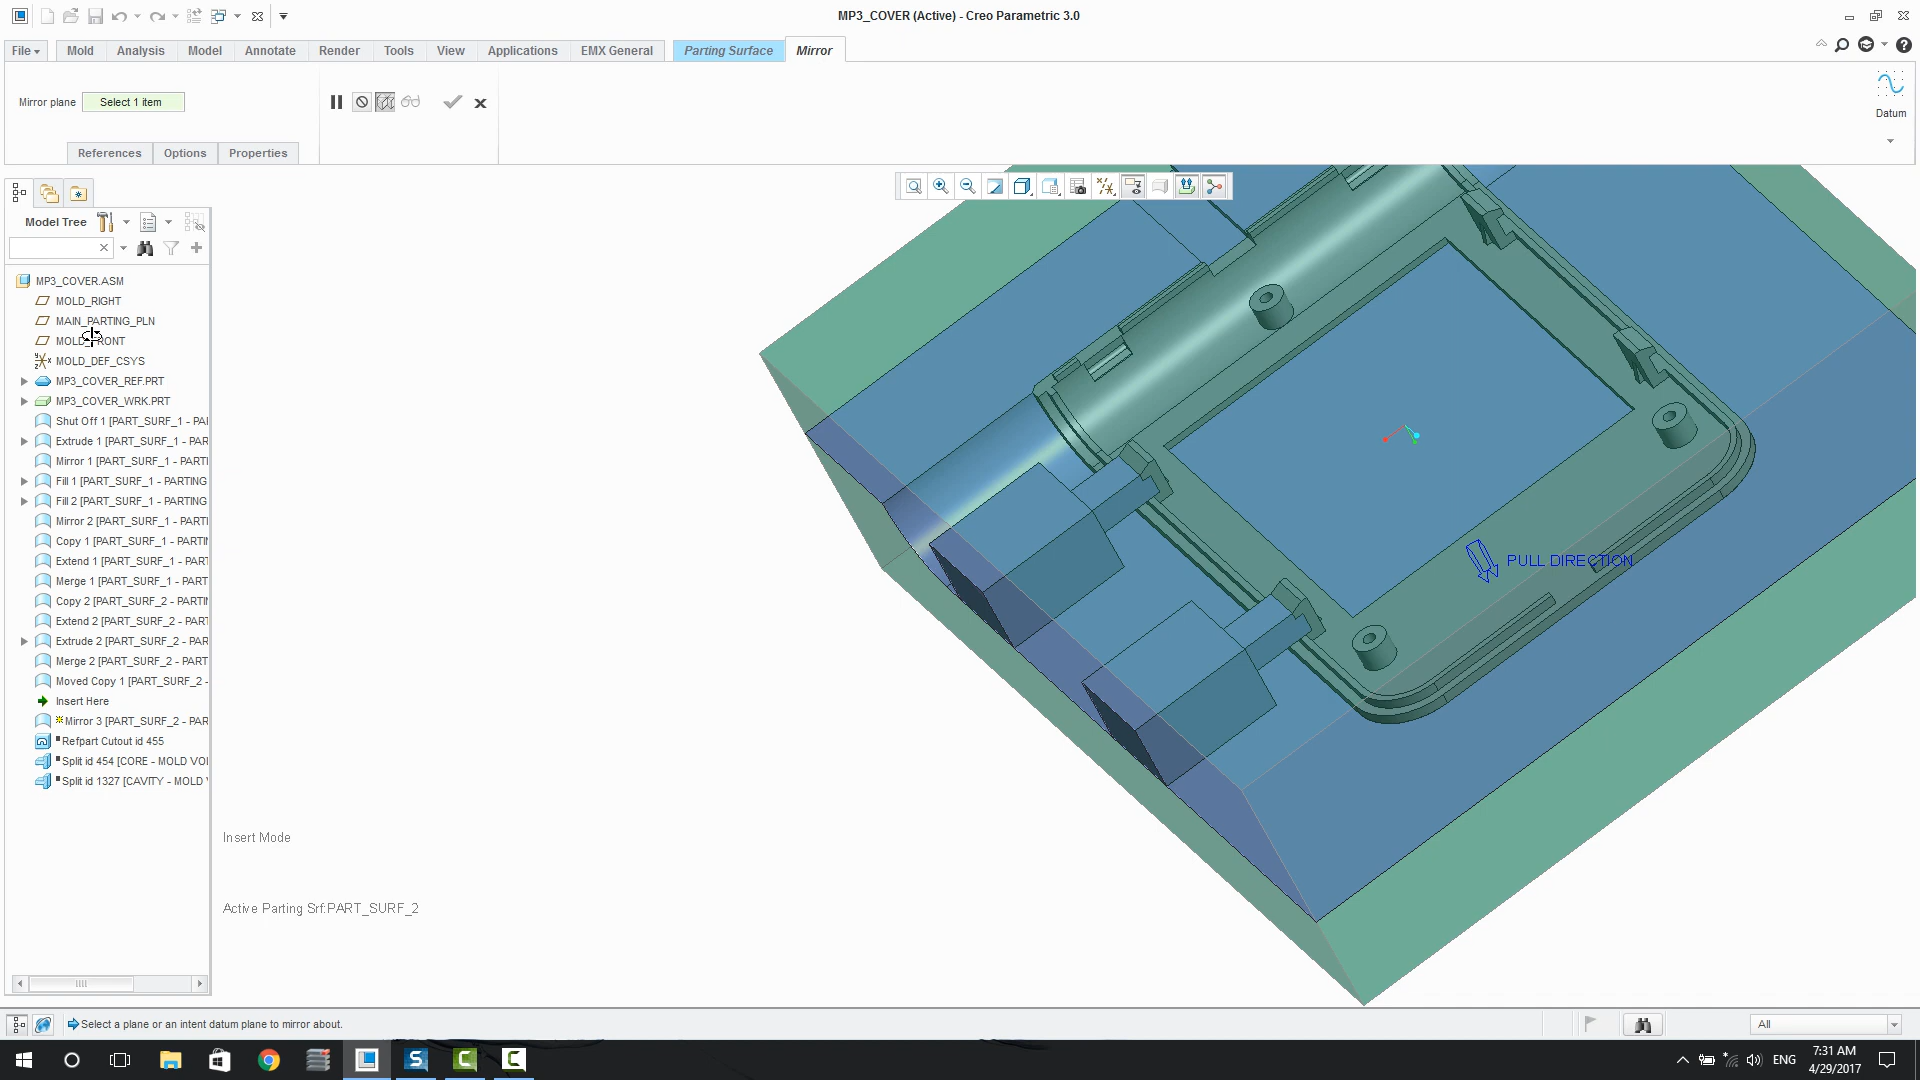 MP3_COVER (Active) - Creo Parametric 3.0
File Mold Analysis Model Annotate Render Tools View Applications EMX General Parting Surface Mirror
Mirror plane Select 1 item
Datum
References Options Properties
Model Tree
MP3_COVER.ASM
MOLD_RIGHT
MAIN_PARTING_PLN
MOLD_FRONT
MOLD_DEF_CSYS
MP3_COVER_REF.PRT
MP3_COVER_WRK.PRT
Shut Off 1 [PART_SURF_1 - PAI
Extrude 1 [PART_SURF_1 - PAR
Mirror 1 [PART_SURF_1 - PARTI
Fill 1 [PART_SURF_1 - PARTING
Fill 2 [PART_SURF_1 - PARTING
Mirror 2 [PART_SURF_1 - PARTI
Copy 1 [PART_SURF_1 - PARTIN
Extend 1 [PART_SURF_1 - PART
Merge 1 [PART_SURF_1 - PART
Copy 2 [PART_SURF_2 - PARTIN
Extend 2 [PART_SURF_2 - PART
Extrude 2 [PART_SURF_2 - PAR
Merge 2 [PART_SURF_2 - PART
Moved Copy 1 [PART_SURF_2 -
Insert Here
Mirror 3 [PART_SURF_2 - PAR
Refpart Cutout id 455
Split id 454 [CORE - MOLD VOI
Split id 1327 [CAVITY - MOLD V
PULL DIRECTION
Insert Mode
Active Parting Srf:PART_SURF_2
Select a plane or an intent datum plane to mirror about.
All
ENG
7:31 AM
4/29/2017